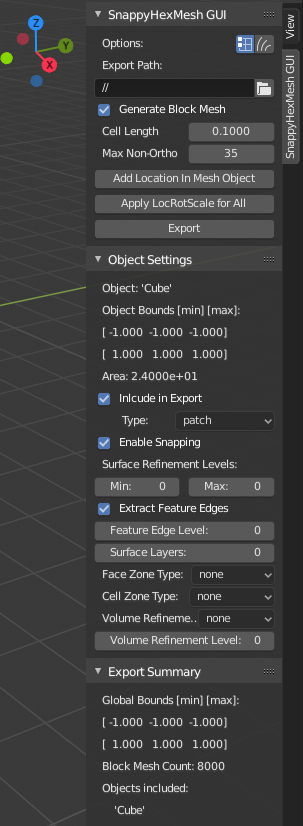 SnappyHexMesh GUI
View
SnappyHexMesh GUI
Z
Y
X
Options:
Export Path:
//
Generate Block Mesh
Cell Length 0.1000
Max Non-Ortho 35
Add Location In Mesh Object
Apply LocRotScale for All
Export
Object Settings
Object: 'Cube'
Object Bounds [min] [max]:
[ -1.000 -1.000 -1.000]
[ 1.000 1.000 1.000]
Area: 2.4000e+01
Inlcude in Export
Type: patch
Enable Snapping
Surface Refinement Levels:
Min: 0 Max: 0
Extract Feature Edges
Feature Edge Level: 0
Surface Layers: 0
Face Zone Type: none
Cell Zone Type: none
Volume Refineme.. none
Volume Refinement Level: 0
Export Summary
Global Bounds [min] [max]:
[ -1.000 -1.000 -1.000]
[ 1.000 1.000 1.000]
Block Mesh Count: 8000
Objects included:
'Cube'